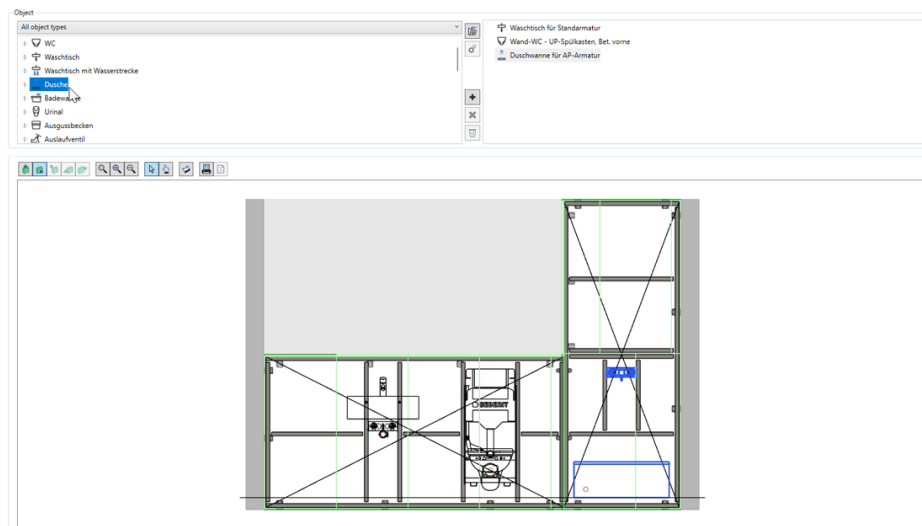 Object
All object types
WC
Waschtisch
Waschtisch mit Wasserstrecke
Dusche
Badewanne
Urinal
Ausgussbecken
Auslaufventil
Waschtisch für Standarmatur
Wand-WC - UP-Spülkasten, Bet. vorne
Duschwanne für AP-Armatur
GEBERIT